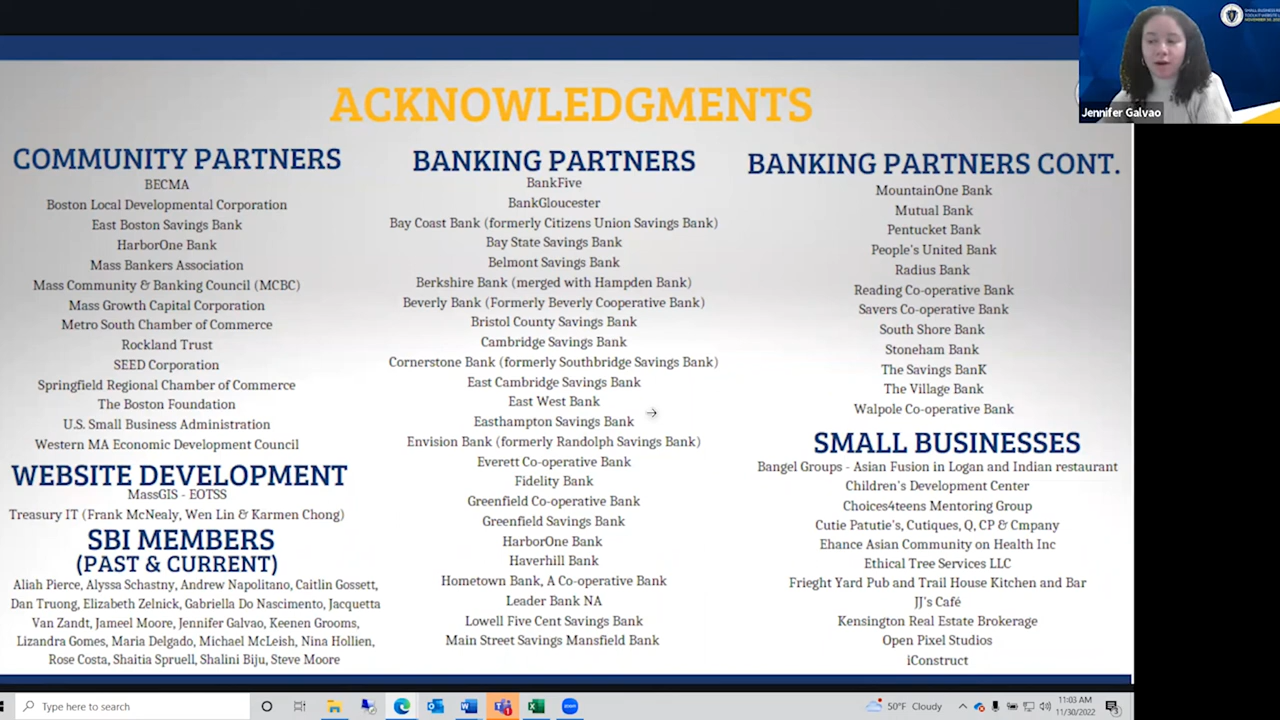 ACKNOWLEDGMENTS
COMMUNITY PARTNERS
BECMA
Boston Local Developmental Corporation
East Boston Savings Bank
HarborOne Bank
Mass Bankers Association
Mass Community & Banking Council (MCBC)
Mass Growth Capital Corporation
Metro South Chamber of Commerce
Rockland Trust
SEED Corporation
Springfield Regional Chamber of Commerce
The Boston Foundation
U.S. Small Business Administration
Western MA Economic Development Council
WEBSITE DEVELOPMENT
MassGIS - EOTSS
Treasury IT (Frank McNealy, Wen Lin & Karmen Chong)
SBI MEMBERS
(PAST & CURRENT)
Aliah Pierce, Alyssa Schastny, Andrew Napolitano, Caitlin Gossett,
Dan Truong, Elizabeth Zelnick, Gabriella Do Nascimento, Jacquetta
Van Zandt, Jameel Moore, Jennifer Galvao, Keenen Grooms,
Lizandra Gomes, Maria Delgado, Michael McLeish, Nina Hollien,
Rose Costa, Shaitia Spruell, Shalini Biju, Steve Moore
BANKING PARTNERS
BankFive
BankGloucester
Bay Coast Bank (formerly Citizens Union Savings Bank)
Bay State Savings Bank
Belmont Savings Bank
Berkshire Bank (merged with Hampden Bank)
Beverly Bank (Formerly Beverly Cooperative Bank)
Bristol County Savings Bank
Cambridge Savings Bank
Cornerstone Bank (formerly Southbridge Savings Bank)
East Cambridge Savings Bank
East West Bank
Easthampton Savings Bank
Envision Bank (formerly Randolph Savings Bank)
Everett Co-operative Bank
Fidelity Bank
Greenfield Co-operative Bank
Greenfield Savings Bank
HarborOne Bank
Haverhill Bank
Hometown Bank, A Co-operative Bank
Leader Bank NA
Lowell Five Cent Savings Bank
Main Street Savings Mansfield Bank
BANKING PARTNERS CONT.
MountainOne Bank
Mutual Bank
Pentucket Bank
People's United Bank
Radius Bank
Reading Co-operative Bank
Savers Co-operative Bank
South Shore Bank
Stoneham Bank
The Savings BanK
The Village Bank
Walpole Co-operative Bank
SMALL BUSINESSES
Bangel Groups - Asian Fusion in Logan and Indian restaurant
Children's Development Center
Choices4teens Mentoring Group
Cutie Patutie's, Cutiques, Q, CP & Cmpany
Ehance Asian Community on Health Inc
Ethical Tree Services LLC
Frieght Yard Pub and Trail House Kitchen and Bar
JJ's Café
Kensington Real Estate Brokerage
Open Pixel Studios
iConstruct
Jennifer Galvao
Type here to search
50°F Cloudy
11:03 AM
11/30/2022